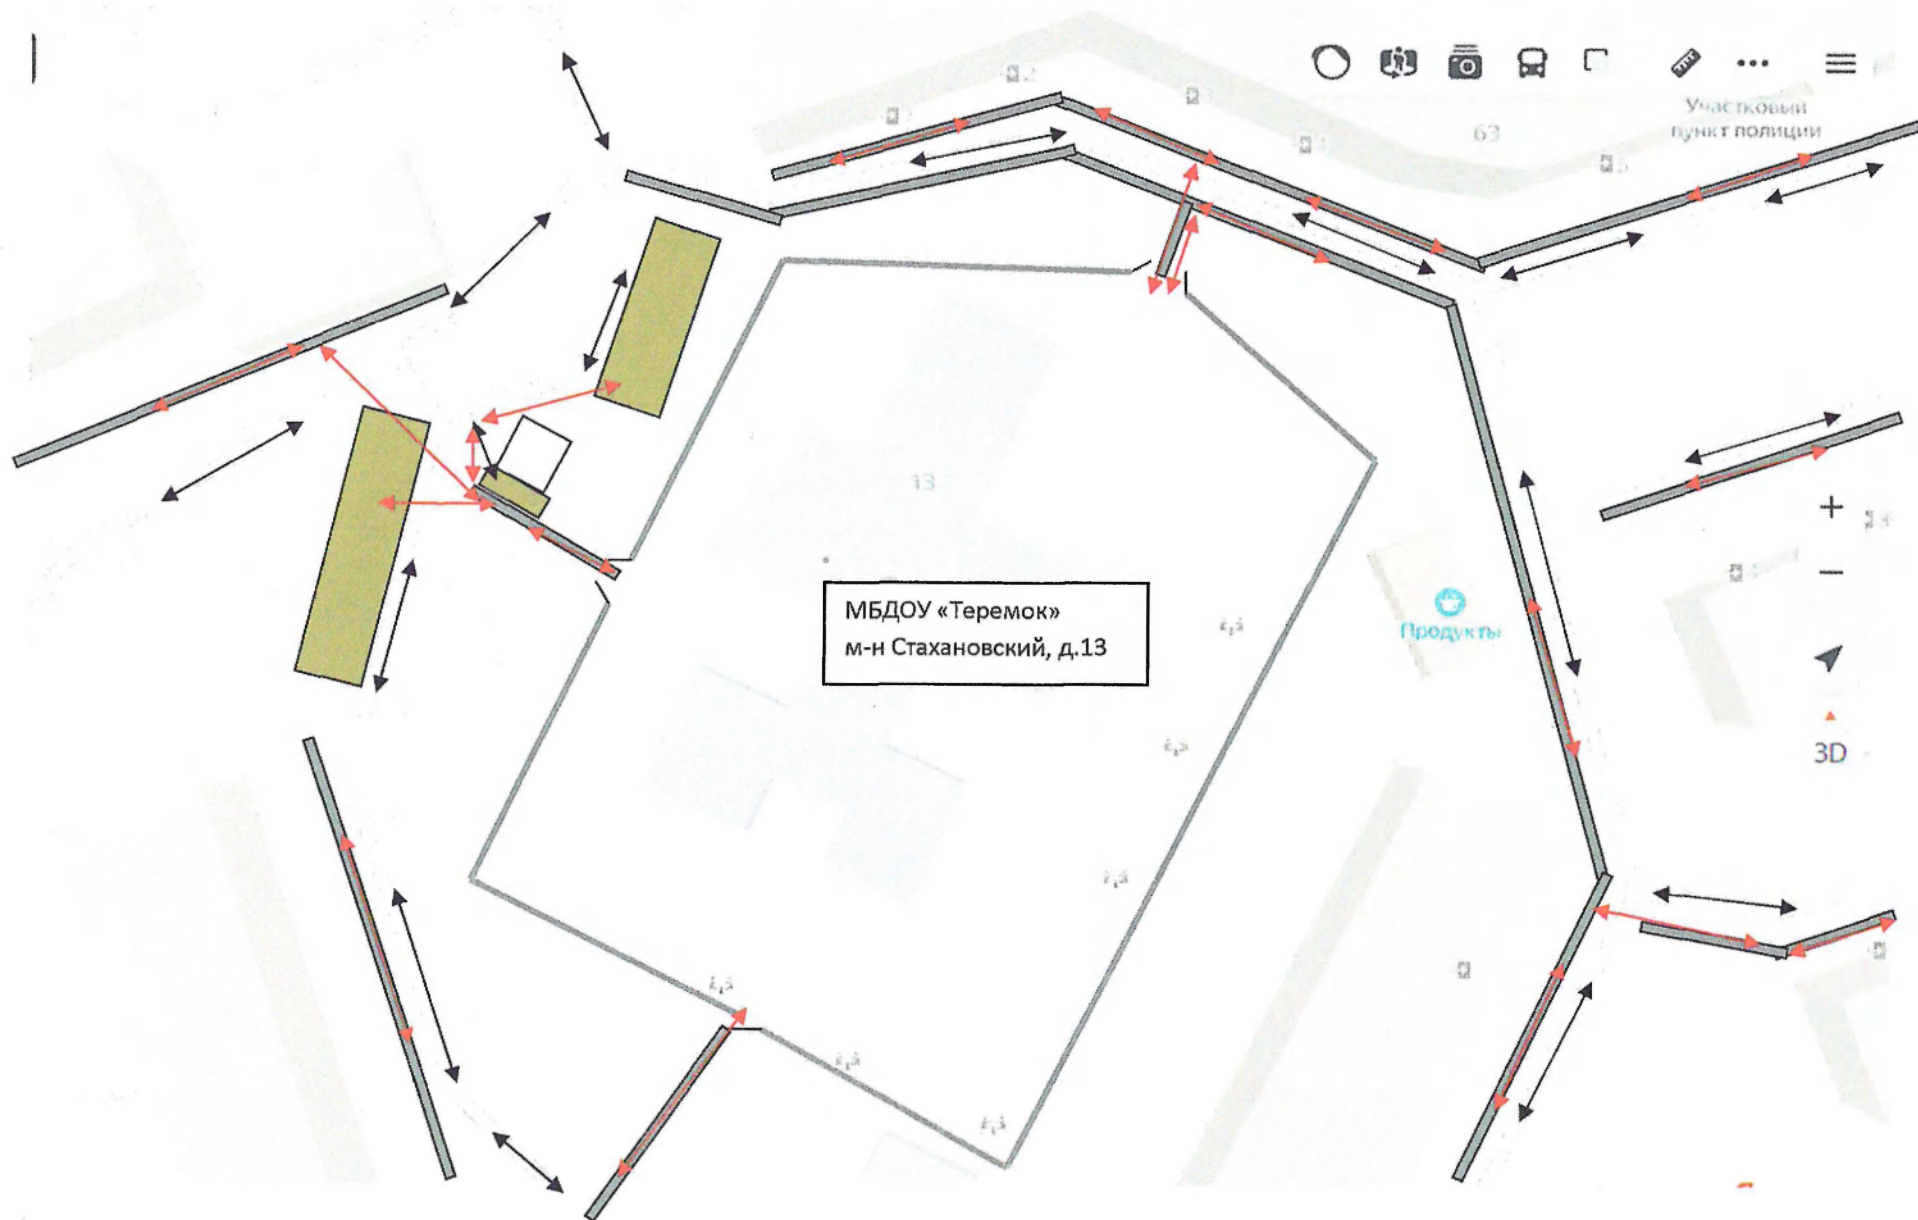 Участковый
пункт полиции
63
13
МБДОУ «Теремок»
м-н Стахановский, д.13
Продукты
3D